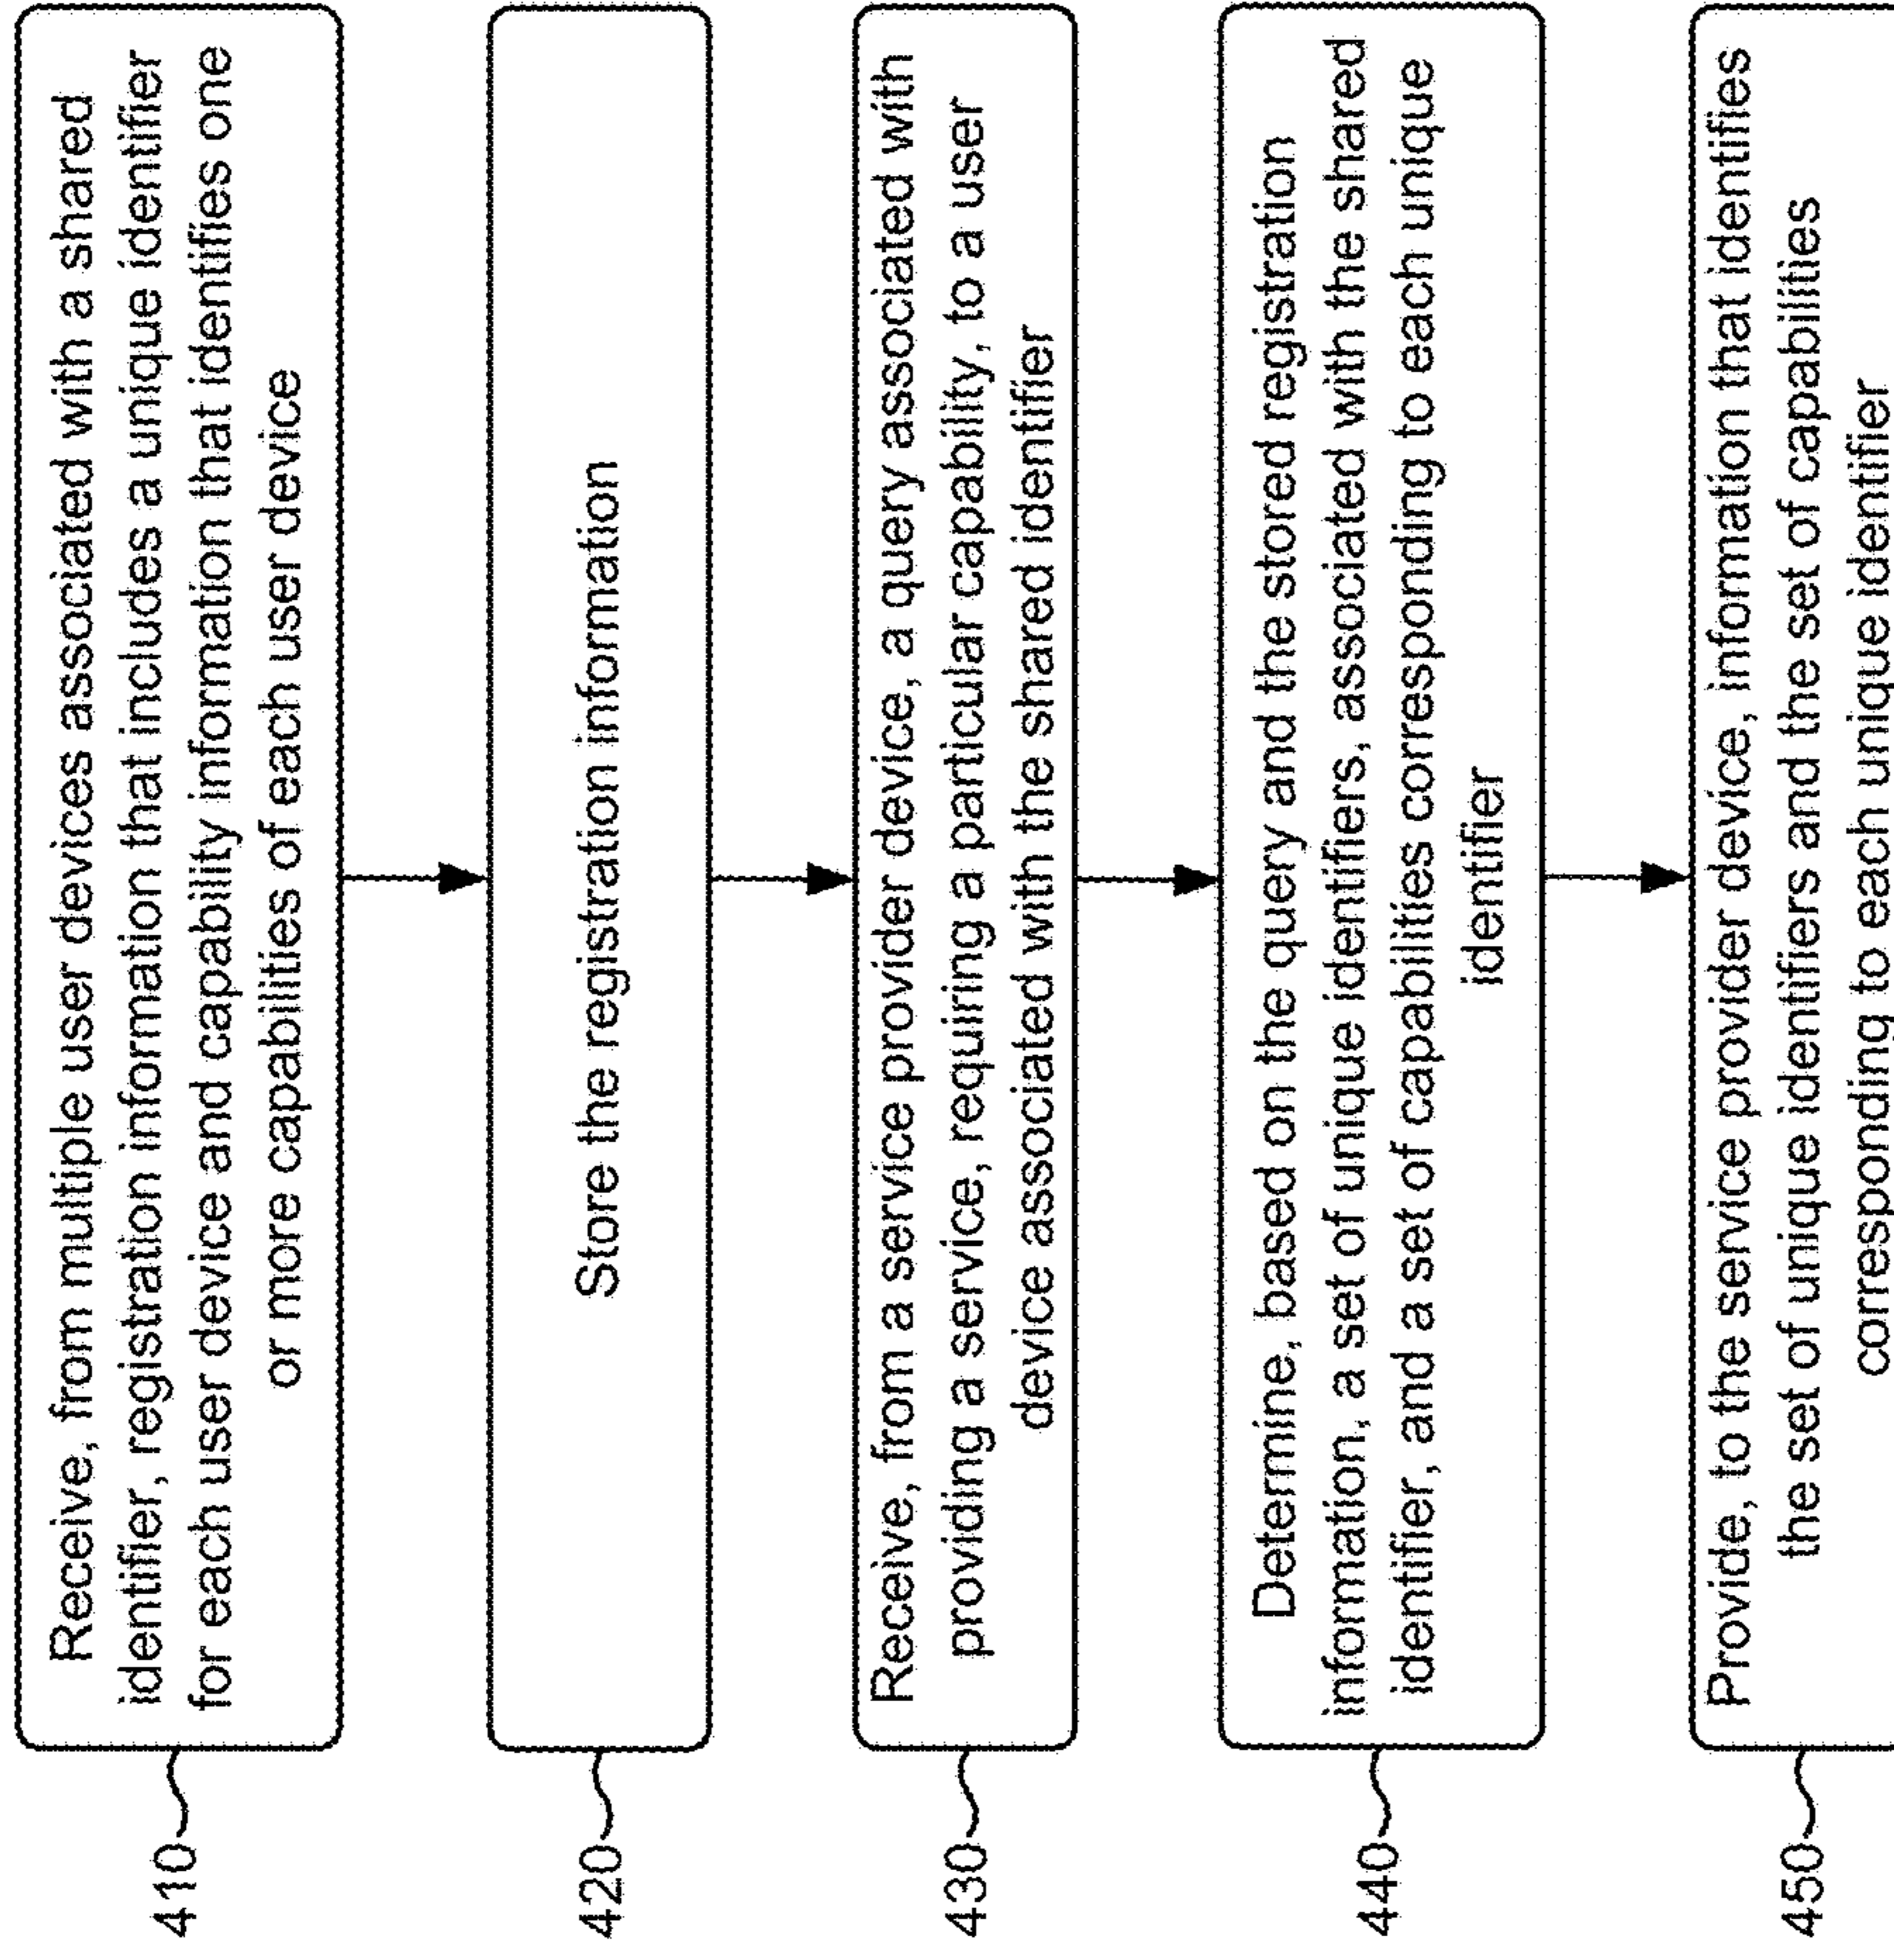 410
Receive, from multiple user devices associated with a shared
identifier, registration information that includes a unique identifier
for each user device and capability information that identifies one
or more capabilities of each user device
420
Store the registration information
430
Receive, from a service provider device, a query associated with
providing a service, requiring a particular capability, to a user
device associated with the shared identifier
440
Determine, based on the query and the stored registration
information, a set of unique identifiers, associated with the shared
identifier, and a set of capabilities corresponding to each unique
identifier
450
Provide, to the service provider device, information that identifies
the set of unique identifiers and the set of capabilities
corresponding to each unique identifier